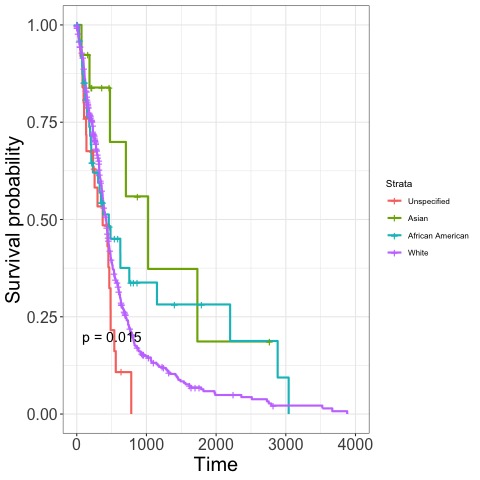 1.00
0.75
0.50
0.25
0.00
Survival probability
p = 0.015
0 1000 2000 3000 4000
Time
Strata
Unspecified
Asian
African American
White